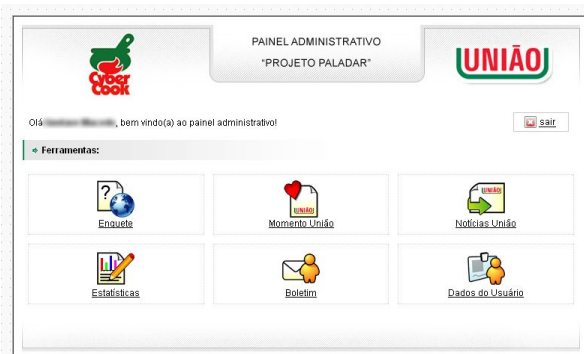 Cyber
Cook
PAINEL ADMINISTRATIVO
"PROJETO PALADAR"
UNIÃO
Olá , bem vindo(a) ao painel administrativo!
sair
Ferramentas:
?
UNIÃO
UNIÃO
Enquete
Momento União
Notícias União
Estatísticas
Boletim
Dados do Usuário